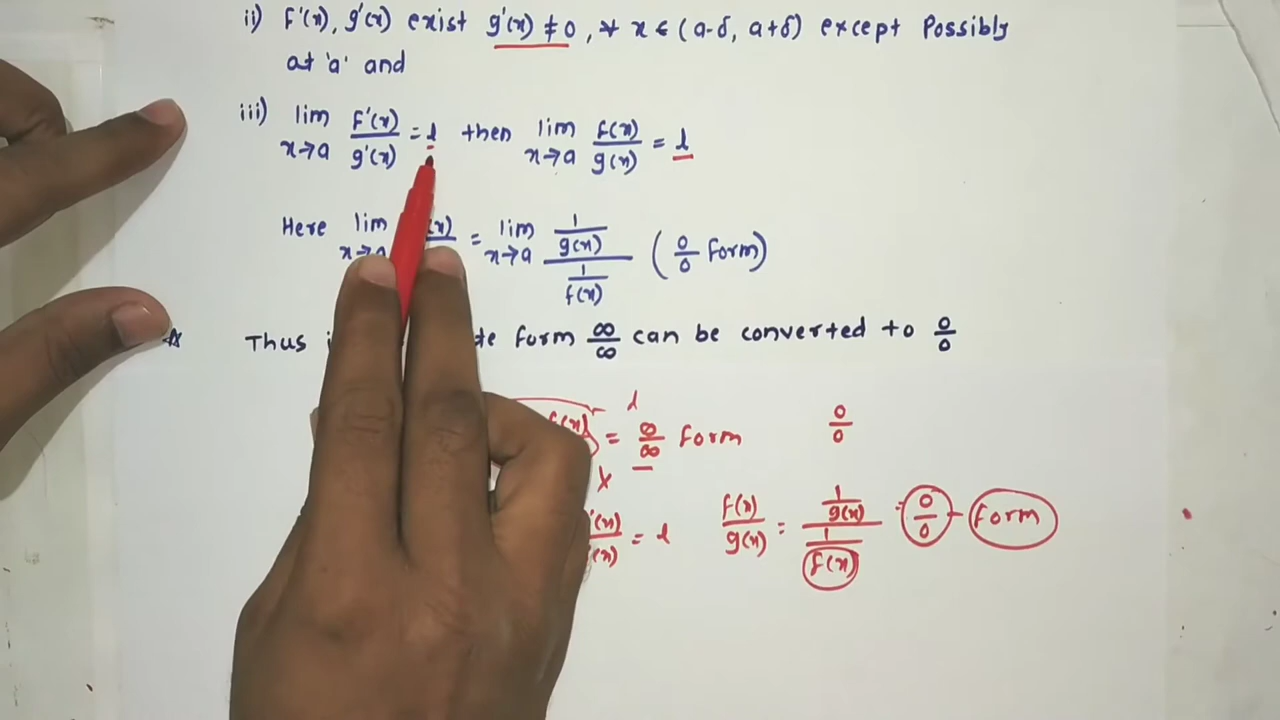 ii) f'(x), g'(x) exist g'(x) ≠ 0, ∀ x ∈ (a-δ, a+δ) except possibly
at 'a' and
iii) lim x→a f'(x)/g'(x) = l then lim x→a f(x)/g(x) = l
Here lim x→a = lim x→a (1/g(x))/(1/f(x)) (0/0 form)
Thus form ∞/∞ can be converted to 0/0
l
= ∞/∞ form 0/0
= l f(x)/g(x) = (1/g(x))/(1/f(x)) = 0/0 - form